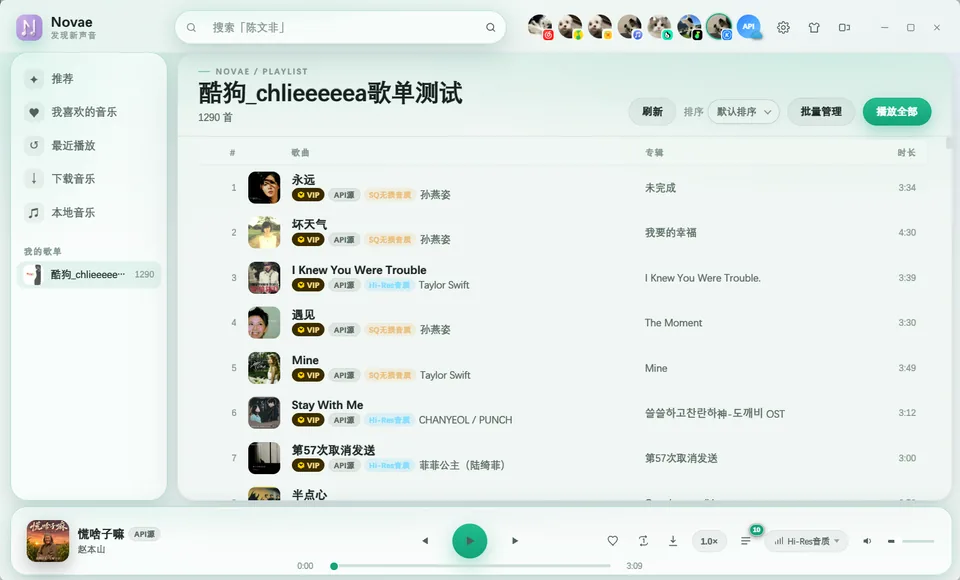 Novae
发现新声音
搜索「陈文非」
API
推荐
我喜欢的音乐
最近播放
下载音乐
本地音乐
我的歌单
酷狗_chlieeeee··· 1290
NOVAE / PLAYLIST
酷狗_chlieeeeea歌单测试
1290 首
刷新 排序 默认排序 批量管理 播放全部
# 歌曲 专辑 时长
1 永远 未完成 3:34
VIP API源 SQ无损音质 孙燕姿
2 坏天气 我要的幸福 4:30
VIP API源 SQ无损音质 孙燕姿
3 I Knew You Were Trouble I Knew You Were Trouble. 3:39
VIP API源 Hi-Res音质 Taylor Swift
4 遇见 The Moment 3:30
VIP API源 SQ无损音质 孙燕姿
5 Mine Mine 3:49
VIP API源 SQ无损音质 Taylor Swift
6 Stay With Me 쓸쓸하고찬란하神-도깨비 OST 3:12
VIP API源 Hi-Res音质 CHANYEOL / PUNCH
7 第57次取消发送 第57次取消发送 3:00
VIP API源 Hi-Res音质 菲菲公主（陆绮菲）
半点心
慌啥子嘛 API源
赵本山
0:00 3:09
1.0×
10
Hi-Res音质